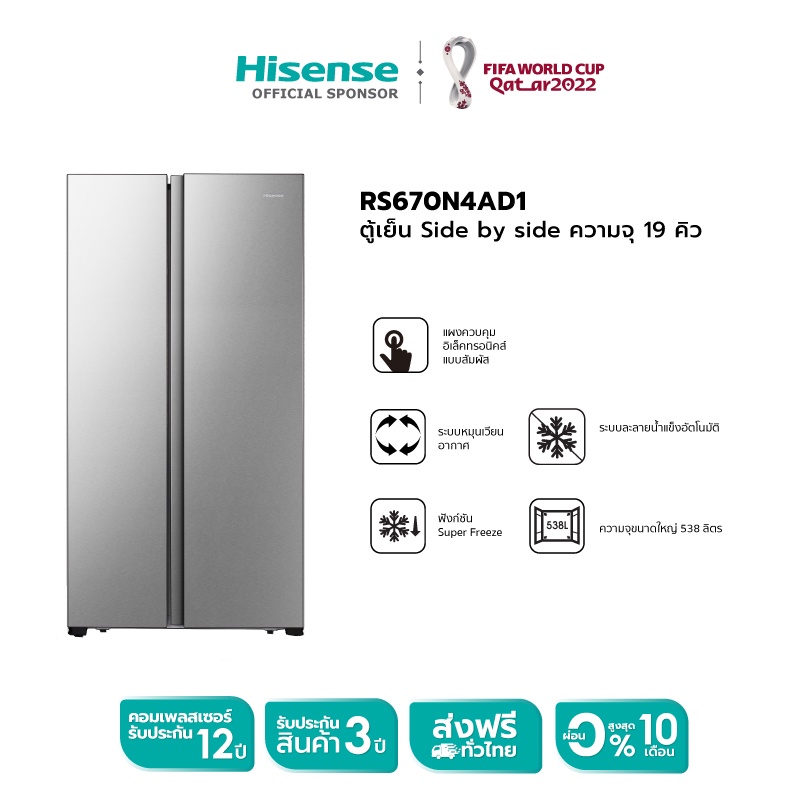 Hisense
OFFICIAL SPONSOR
FIFA WORLD CUP
Qatar2022
Hisense
RS670N4AD1
ตู้เย็น Side by side ความจุ 19 คิว
แผงควบคุม
อิเล็คทรอนิคส์
แบบสัมผัส
ระบบหมุนเวียน
อากาศ
ระบบละลายน้ำแข็งอัตโนมัติ
ฟังก์ชัน
Super Freeze
538L
ความจุขนาดใหญ่ 538 ลิตร
คอมเพลสเซอร์
รับประกัน 12 ปี
รับประกัน
สินค้า 3 ปี
ส่งฟรี
ทั่วไทย
ผ่อน 0% สูงสุด 10 เดือน